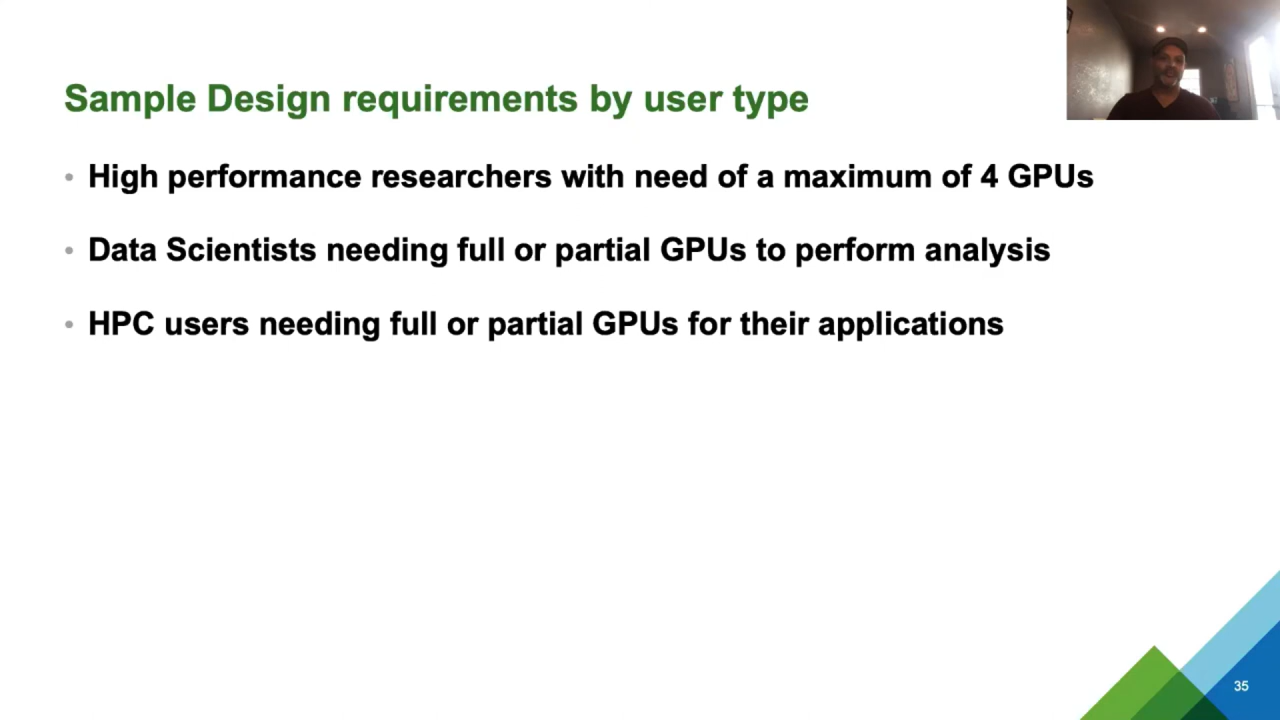 Sample Design requirements by user type
• High performance researchers with need of a maximum of 4 GPUs
• Data Scientists needing full or partial GPUs to perform analysis
• HPC users needing full or partial GPUs for their applications
35